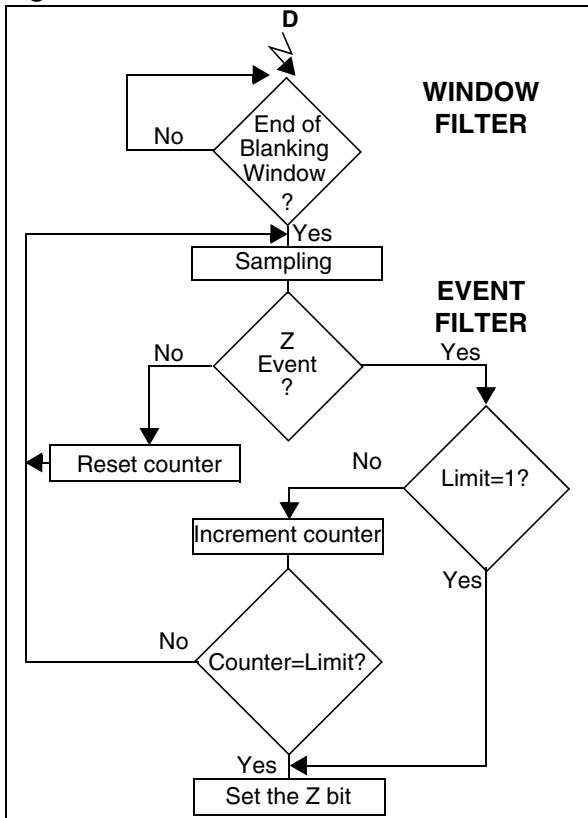 D
WINDOW
FILTER
No
End of
Blanking
Window
?
Yes
Sampling
EVENT
FILTER
Z
Event
?
No
Yes
Reset counter
No
Limit=1?
Increment counter
Yes
No
Counter=Limit?
Yes
Set the Z bit